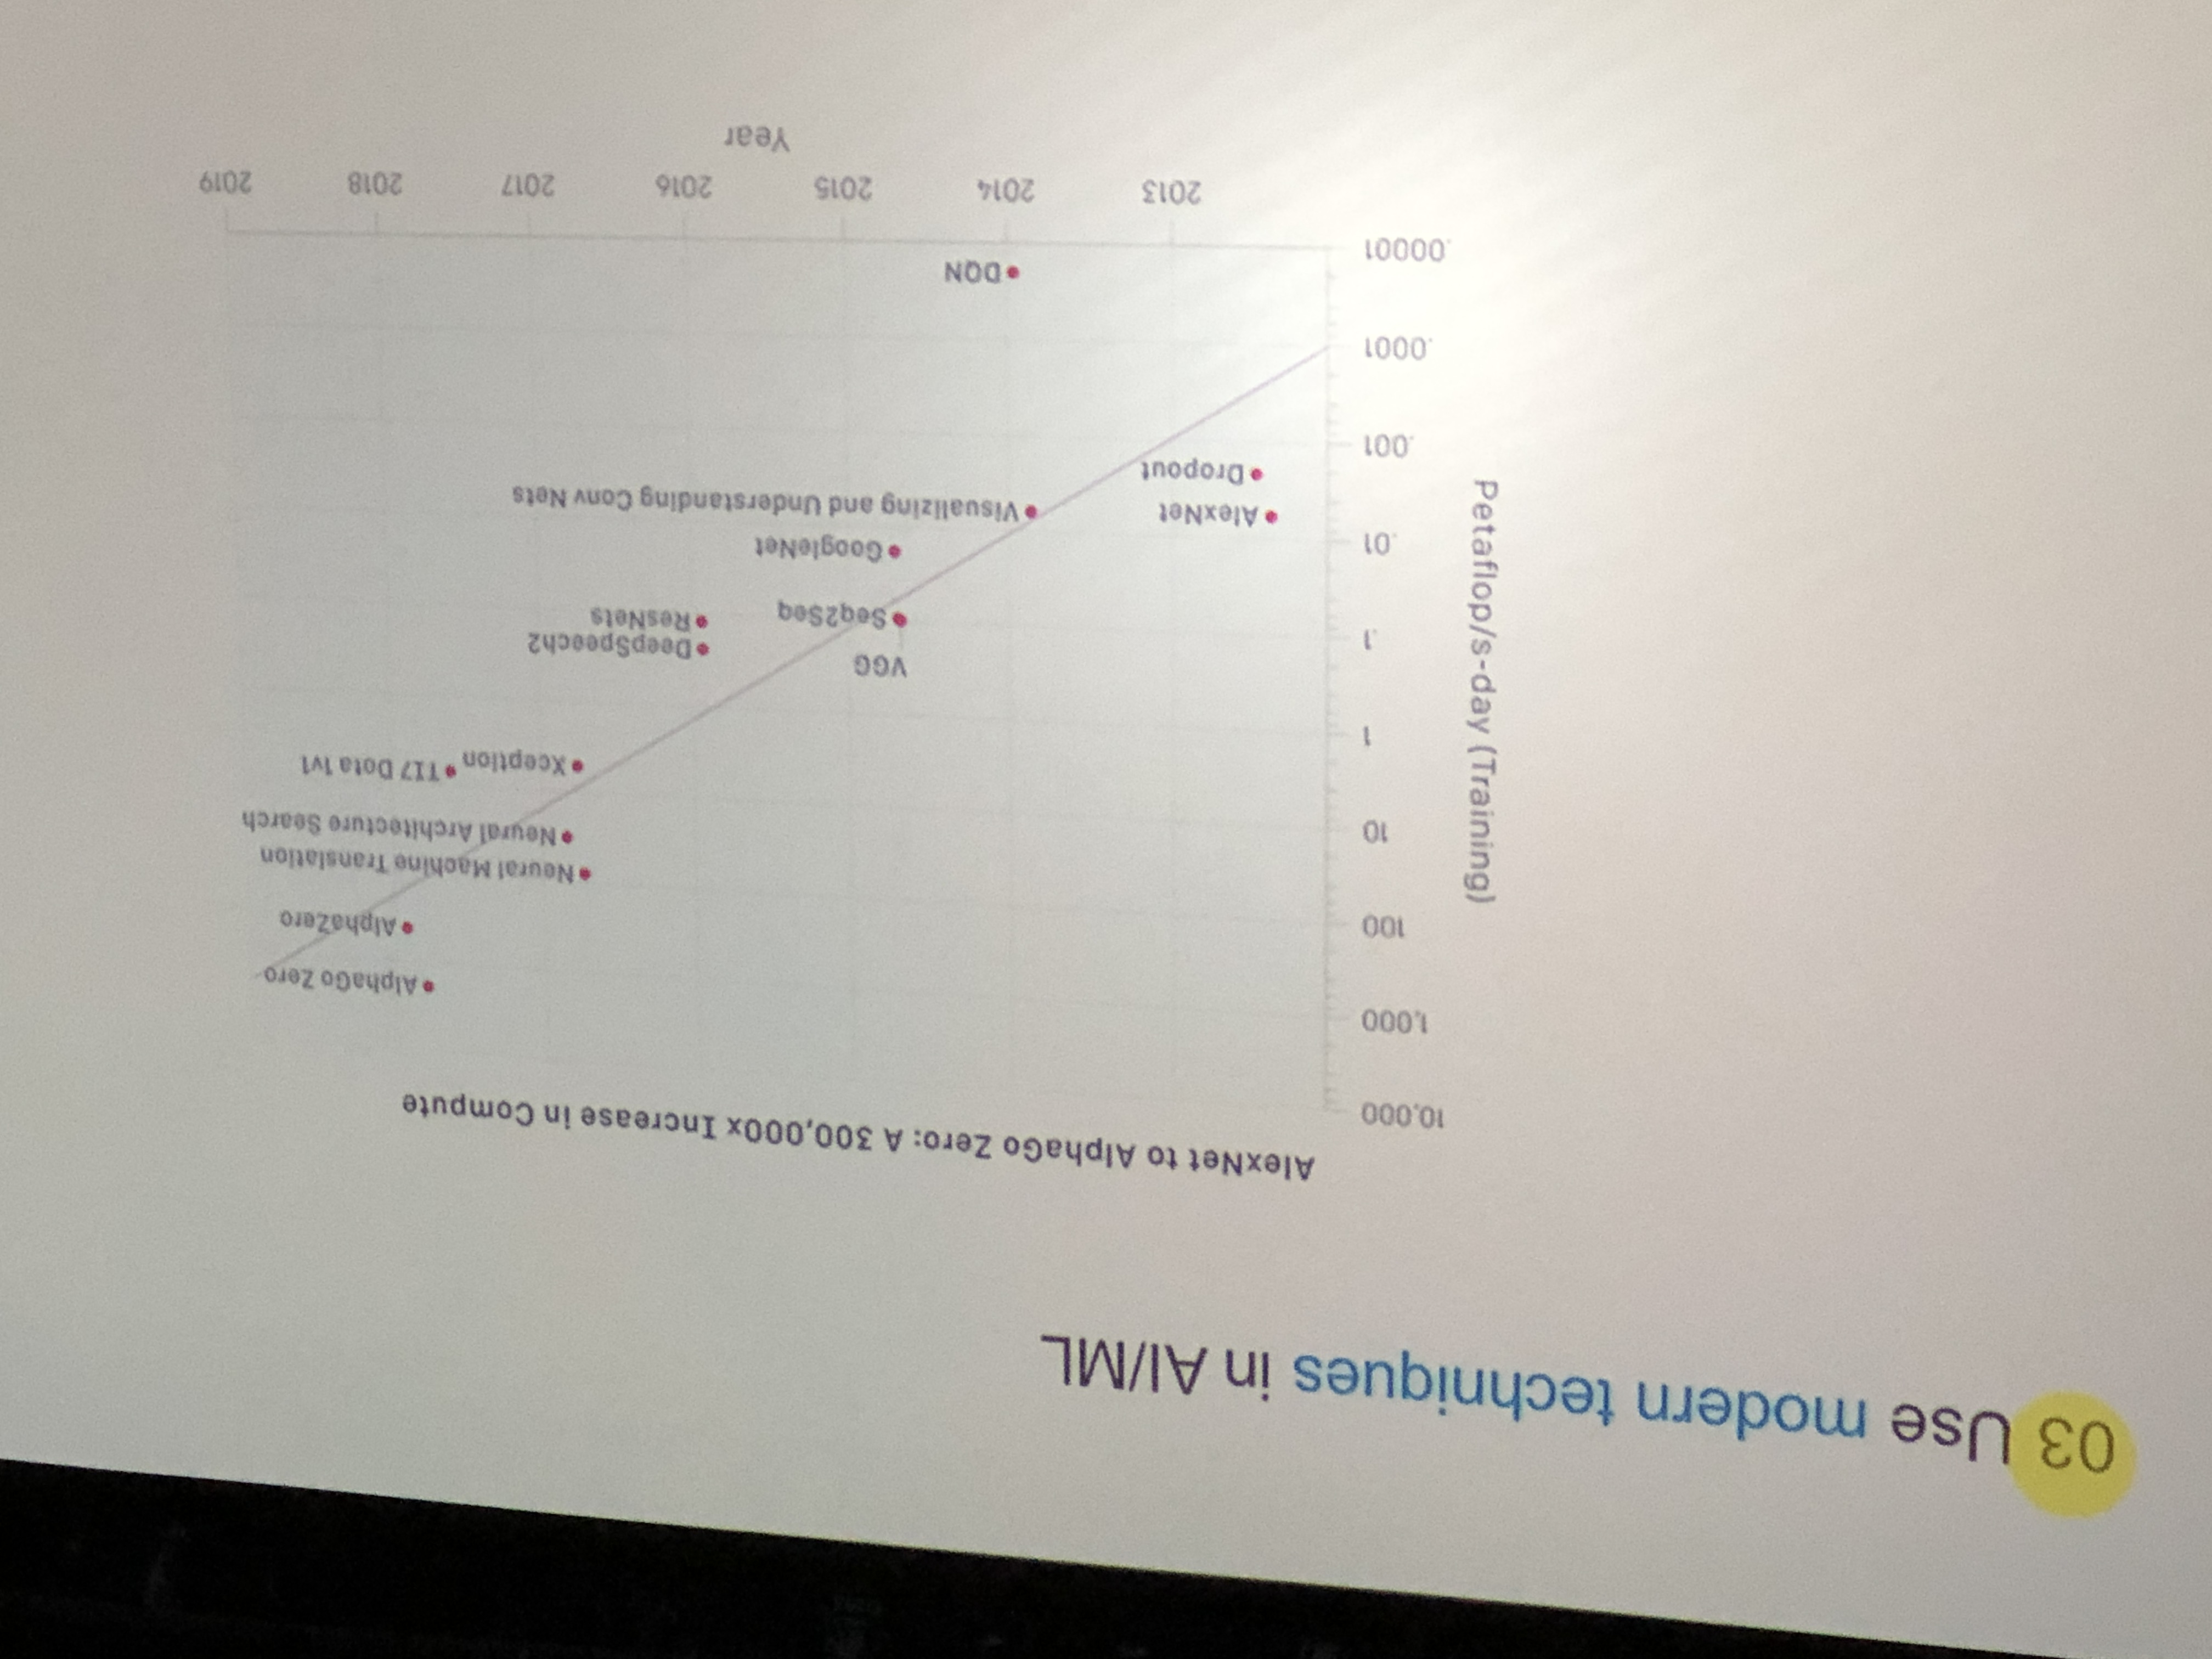 03 Use modern techniques in AI/ML
AlexNet to AlphaGo Zero: A 300,000x Increase in Compute
10,000
1,000
100
10
1
.1
.01
.001
.0001
.00001
Petaflop/s-day (Training)
AlphaGo Zero
AlphaZero
Neural Machine Translation
Neural Architecture Search
Xception
TI7 Dota 1v1
VGG
DeepSpeech2
Seq2Seq
ResNets
GoogleNet
AlexNet
Visualizing and Understanding Conv Nets
Dropout
DQN
2013 2014 2015 2016 2017 2018 2019
Year